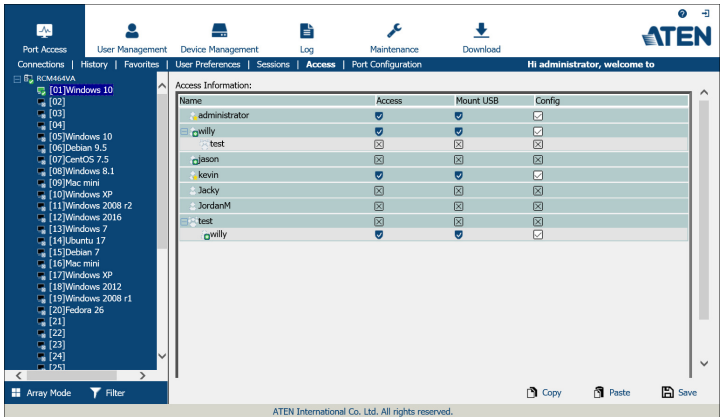 ATEN
Port Access
User Management
Device Management
Log
Maintenance
Download
Connections | History | Favorites | User Preferences | Sessions | Access | Port Configuration
Hi administrator, welcome to
RCM464VA
[01]Windows 10
[02]
[03]
[04]
[05]Windows 10
[06]Debian 9.5
[07]CentOS 7.5
[08]Windows 8.1
[09]Mac mini
[10]Windows XP
[11]Windows 2008 r2
[12]Windows 2016
[13]Windows 7
[14]Ubuntu 17
[15]Debian 7
[16]Mac mini
[17]Windows XP
[18]Windows 2012
[19]Windows 2008 r1
[20]Fedora 26
[21]
[22]
[23]
[24]
[25]
Array Mode
Filter
Access Information:
Name Access Mount USB Config
administrator
willy
test
jason
kevin
Jacky
JordanM
test
willy
Copy
Paste
Save
ATEN International Co. Ltd. All rights reserved.